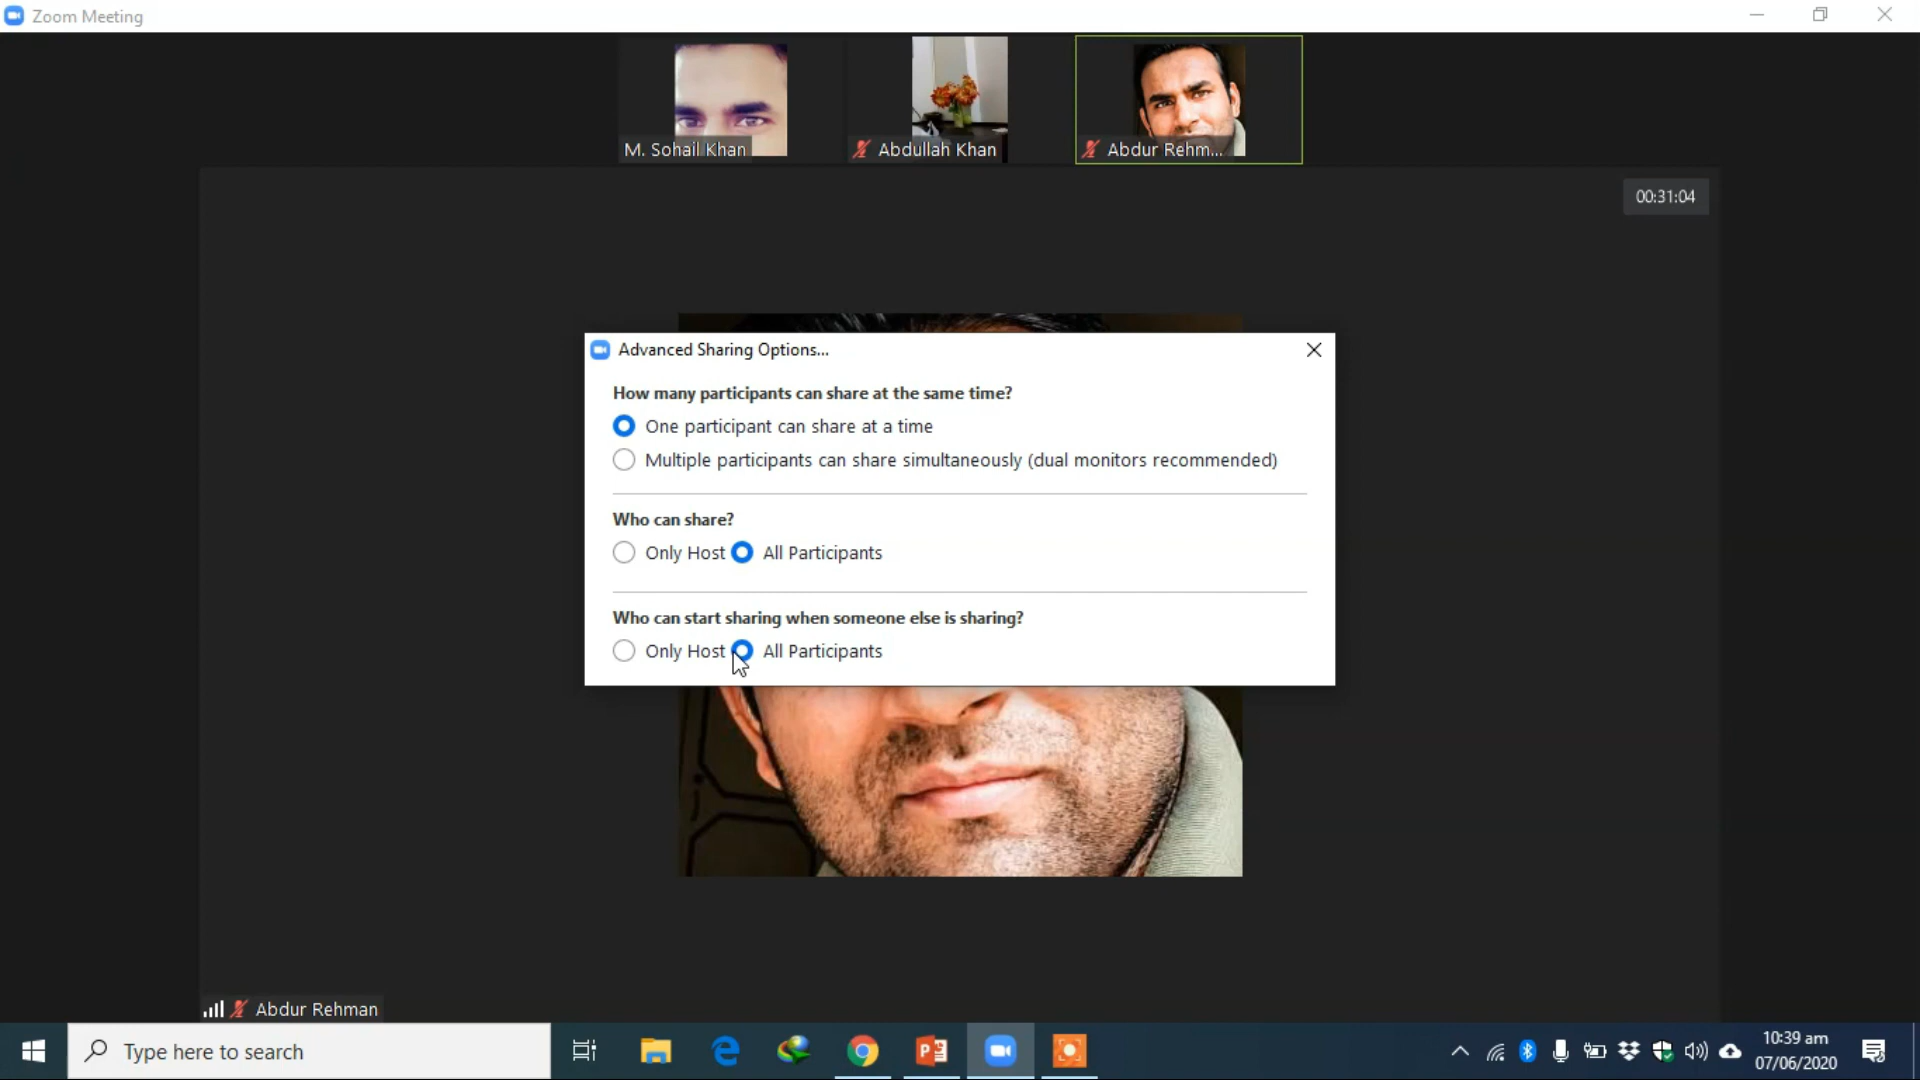 Zoom Meeting
M. Sohail Khan
Abdullah Khan
Abdur Rehm...
00:31:04
Advanced Sharing Options...
How many participants can share at the same time?
One participant can share at a time
Multiple participants can share simultaneously (dual monitors recommended)
Who can share?
Only Host All Participants
Who can start sharing when someone else is sharing?
Only Host All Participants
Abdur Rehman
Type here to search
10:39 am
07/06/2020